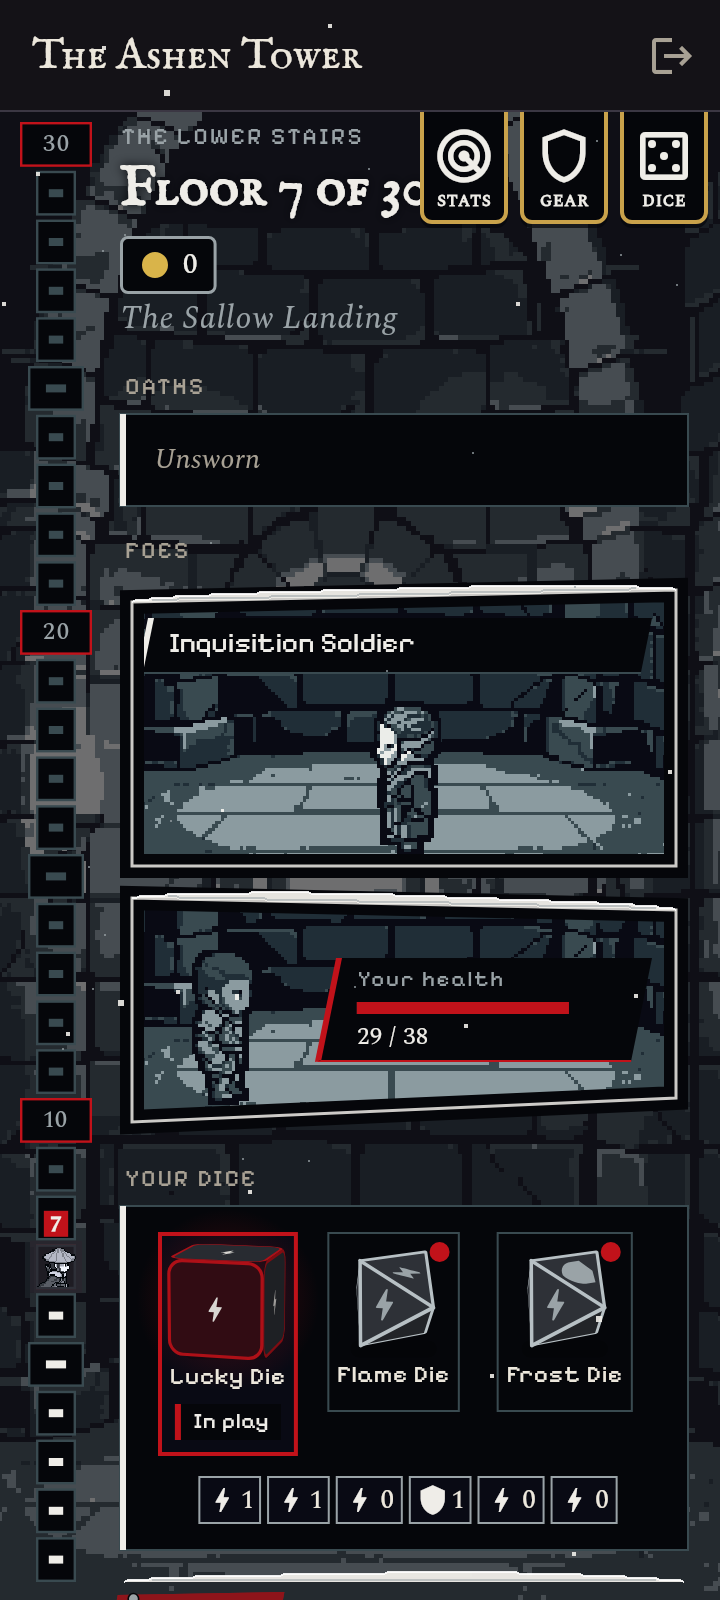 The Ashen Tower
30
THE LOWER STAIRS
Floor 7 of 30
STATS
GEAR
DICE
0
The Sallow Landing
OATHS
Unsworn
FOES
20
Inquisition Soldier
Your health
29 / 38
10
YOUR DICE
7
Lucky Die
Flame Die
Frost Die
In play
1 1 0 1 0 0